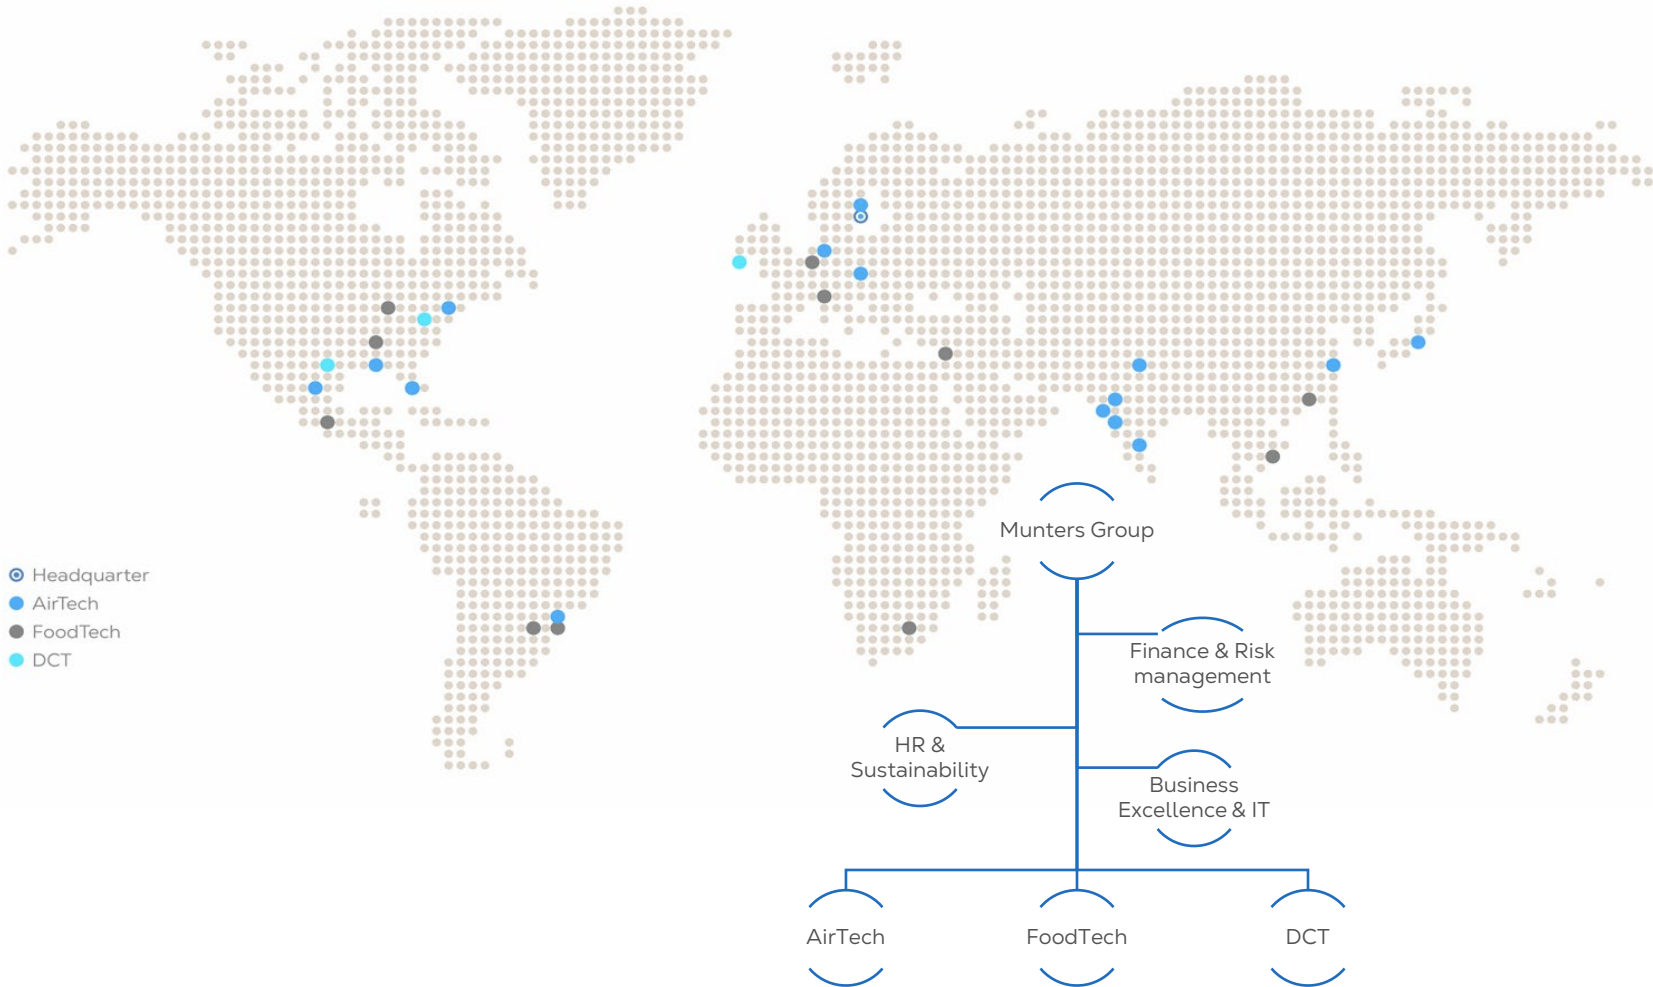 Headquarter
AirTech
FoodTech
DCT
Munters Group
Finance & Risk
management
HR &
Sustainability
Business
Excellence & IT
AirTech
FoodTech
DCT